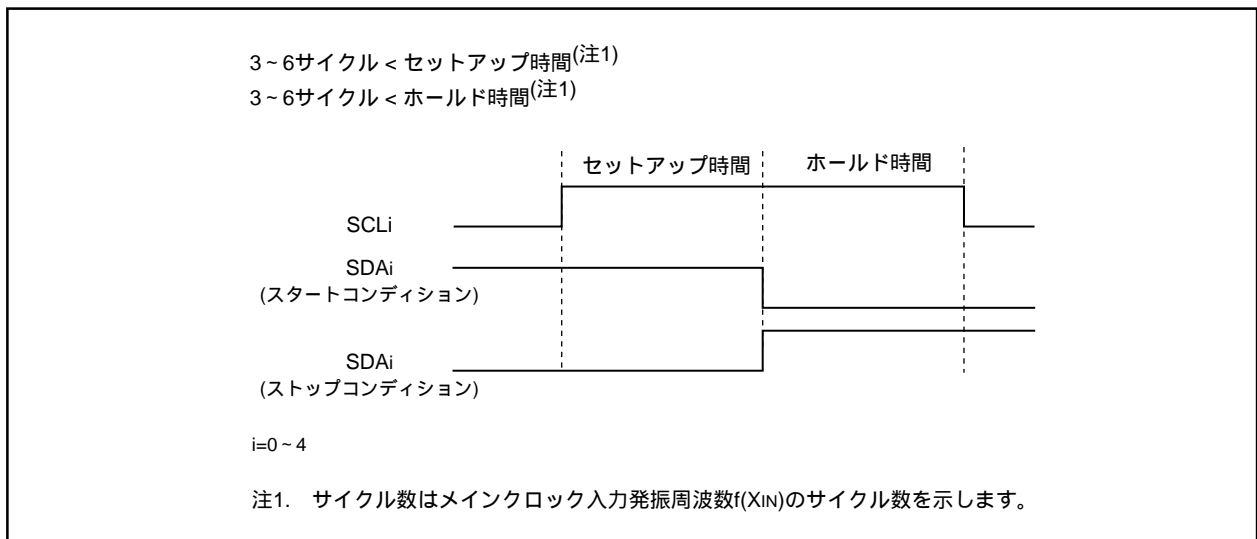 3～6サイクル < セットアップ時間(注1)
3～6サイクル < ホールド時間(注1)
セットアップ時間 ホールド時間
SCLi
SDAi
(スタートコンディション)
SDAi
(ストップコンディション)
i=0～4
注1. サイクル数はメインクロック入力発振周波数f(XIN)のサイクル数を示します。